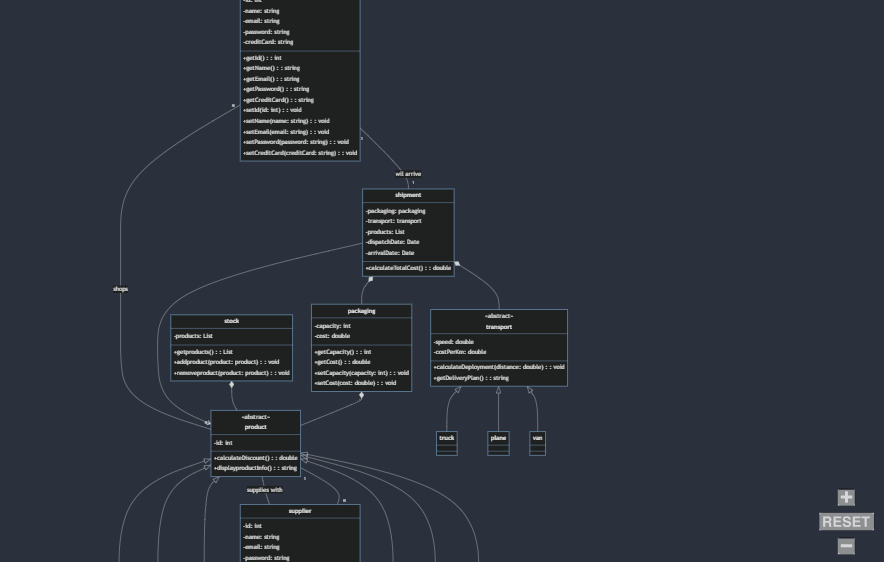 -id: int
-name: string
-email: string
-password: string
-creditCard: string
+getId() : : int
+getName() : : string
+getEmail() : : string
+getPassword() : : string
+getCreditCard() : : string
+setId(id: int) : : void
+setName(name: string) : : void
+setEmail(email: string) : : void
+setPassword(password: string) : : void
+setCreditCard(creditCard: string) : : void
wil arrive
1
shipment
-packaging: packaging
-transport: transport
-products: List
-dispatchDate: Date
-arrivalDate: Date
+calculateTotalCost() : : double
shops
stock
-products: List
+getproducts() : : List
+addproduct(product: product) : : void
+removeproduct(product: product) : : void
packaging
-capacity: int
-cost: double
+getCapacity() : : int
+getCost() : : double
+setCapacity(capacity: int) : : void
+setCost(cost: double) : : void
«abstract»
transport
-speed: double
-costPerKm: double
+calculateDeployment(distance: double) : : void
+getDeliveryPlan() : : string
truck
plane
van
«abstract»
product
-id: int
+calculateDiscount() : : double
+displayproductInfo() : : string
supplies with
supplier
-id: int
-name: string
-email: string
-password: string
+
RESET
−